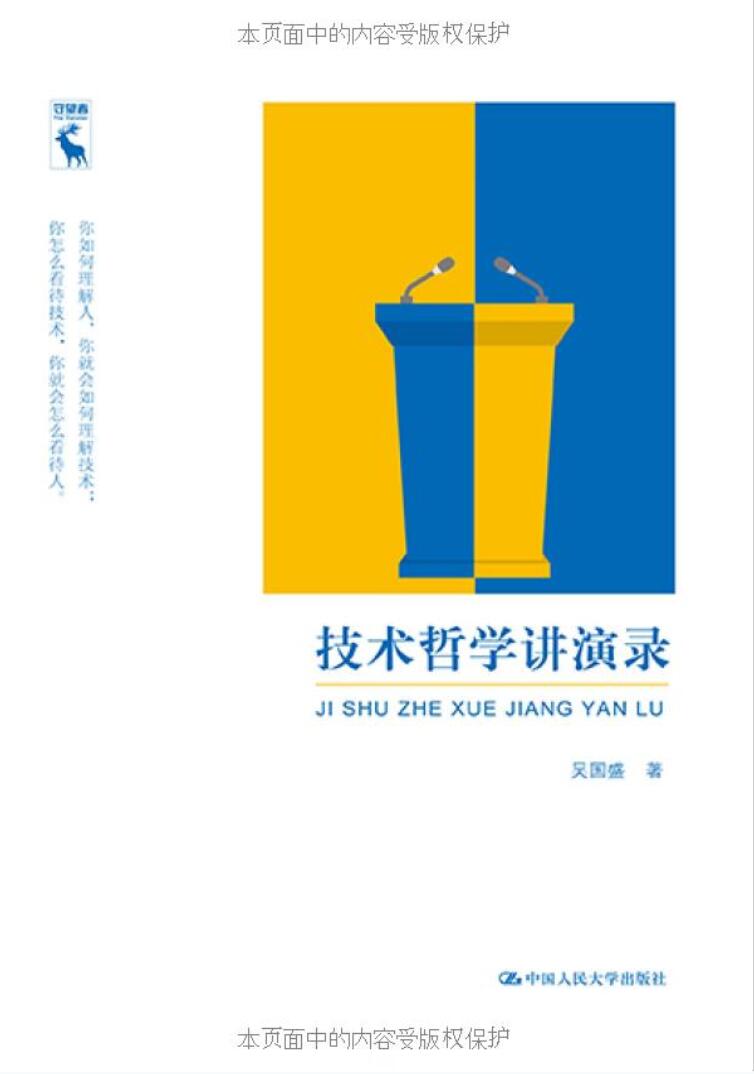 本页面中的内容受版权保护
守望者
你如何理解人,你就会如何理解技术;
你怎么看待技术,你就会怎么看待人。
技术哲学讲演录
JI SHU ZHE XUE JIANG YAN LU
吴国盛 著
中国人民大学出版社
本页面中的内容受版权保护